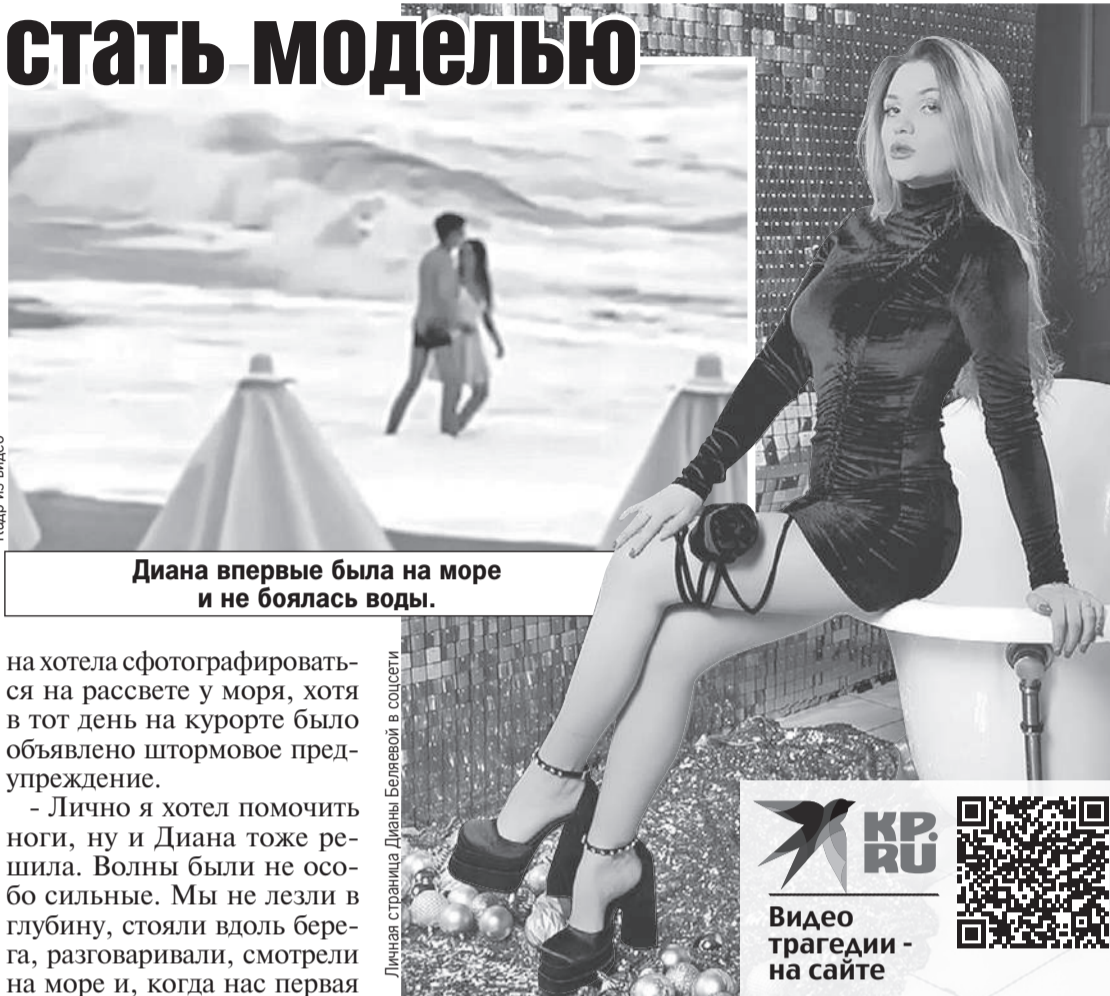 стать моделью
Кадр из видео
Диана впервые была на море
и не боялась воды.
на хотела сфотографировать-
ся на рассвете у моря, хотя
в тот день на курорте было
объявлено штормовое пред-
упреждение.
- Лично я хотел помочить
ноги, ну и Диана тоже ре-
шила. Волны были не осо-
бо сильные. Мы не лезли в
глубину, стояли вдоль бере-
га, разговаривали, смотрели
на море и, когда нас первая
Личная страница Дианы Беляевой в соцсети
KP.
RU
Видео
трагедии -
на сайте